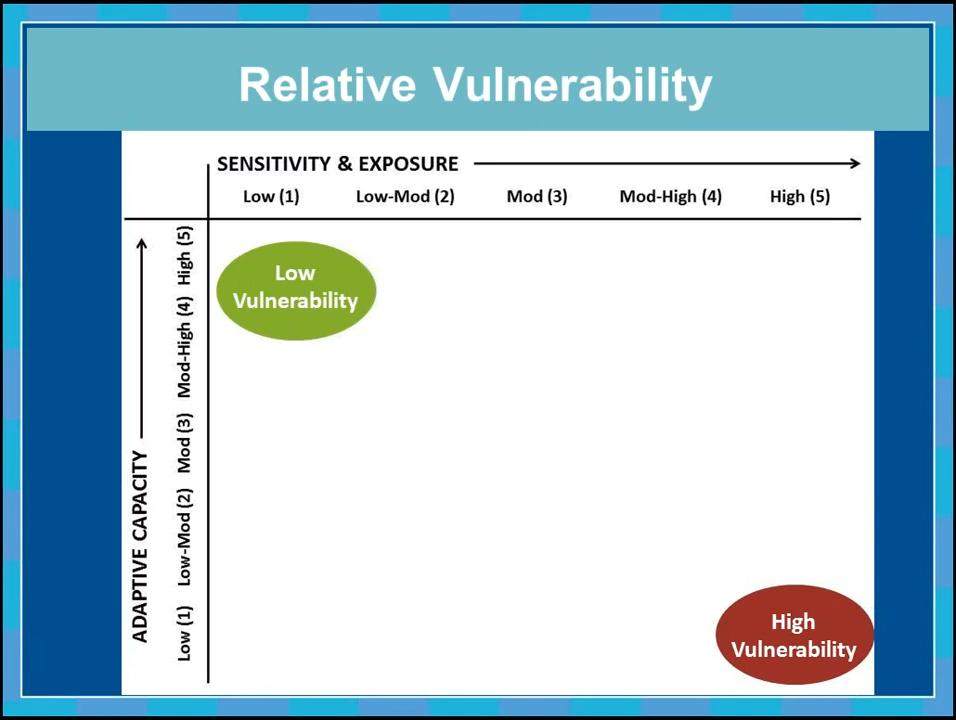 Relative Vulnerability
SENSITIVITY & EXPOSURE
Low (1) Low-Mod (2) Mod (3) Mod-High (4) High (5)
ADAPTIVE CAPACITY
High (5)
Mod-High (4)
Mod (3)
Low-Mod (2)
Low (1)
Low
Vulnerability
High
Vulnerability